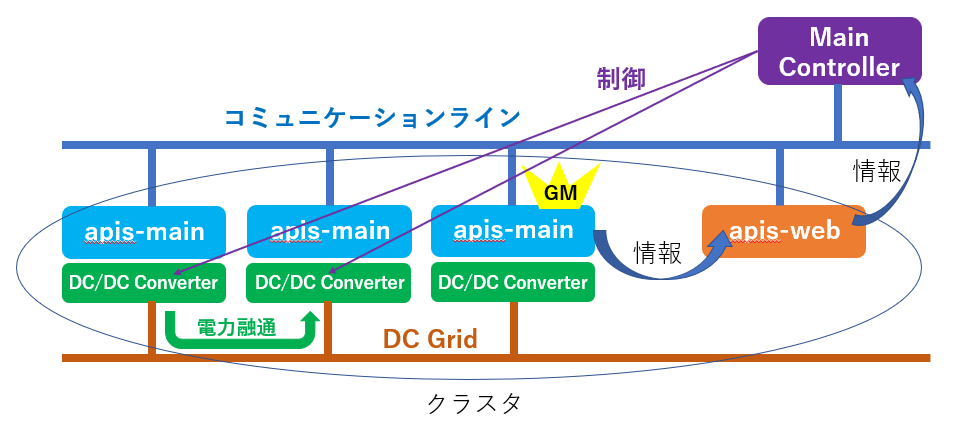 Main
Controller
制御
コミュニケーションライン
情報
GM
apis-main
apis-main
apis-main
情報
apis-web
DC/DC Converter
DC/DC Converter
DC/DC Converter
電力融通
DC Grid
クラスタ